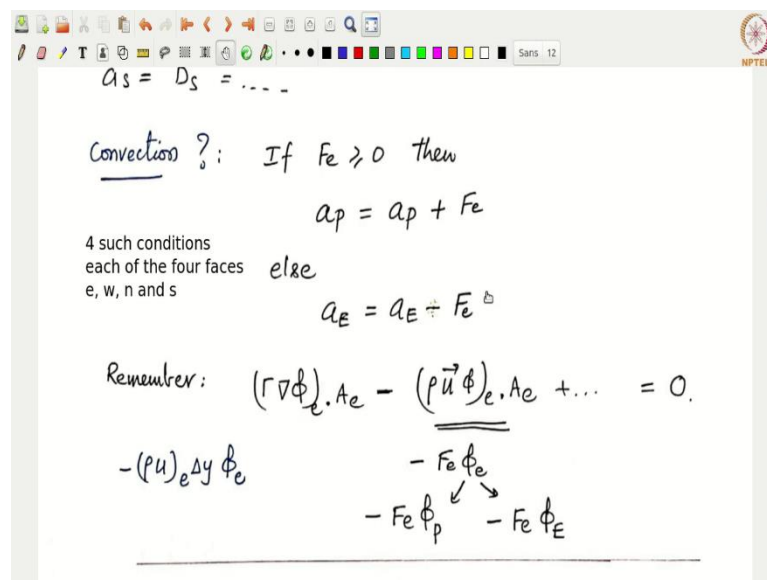 T Sans 12
NPTEL
as = Ds = ....
Convection ? : If Fe ⩾ 0 then
ap = ap + Fe
4 such conditions
each of the four faces
e, w, n and s
else
aE = aE - Fe
Remember : (Γ∇ϕ)e . Ae − (ρu⃗ϕ)e . Ae + ... = 0.
−(ρu)e Δy ϕe
− Fe ϕe
− Fe ϕp − Fe ϕE